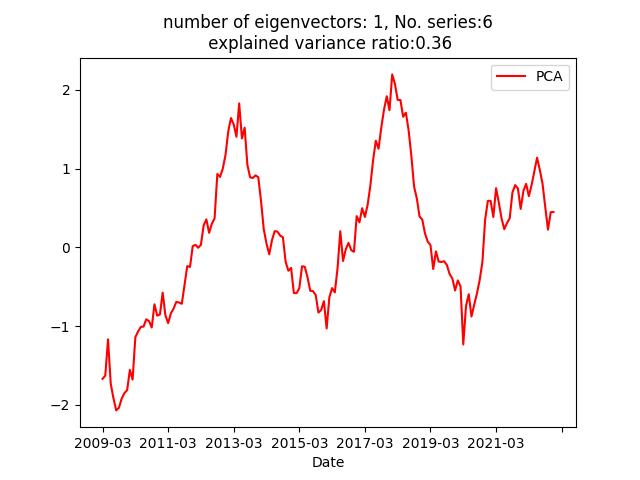 number of eigenvectors: 1, No. series:6
explained variance ratio:0.36
PCA
2
1
0
−1
−2
2009-03 2011-03 2013-03 2015-03 2017-03 2019-03 2021-03
Date